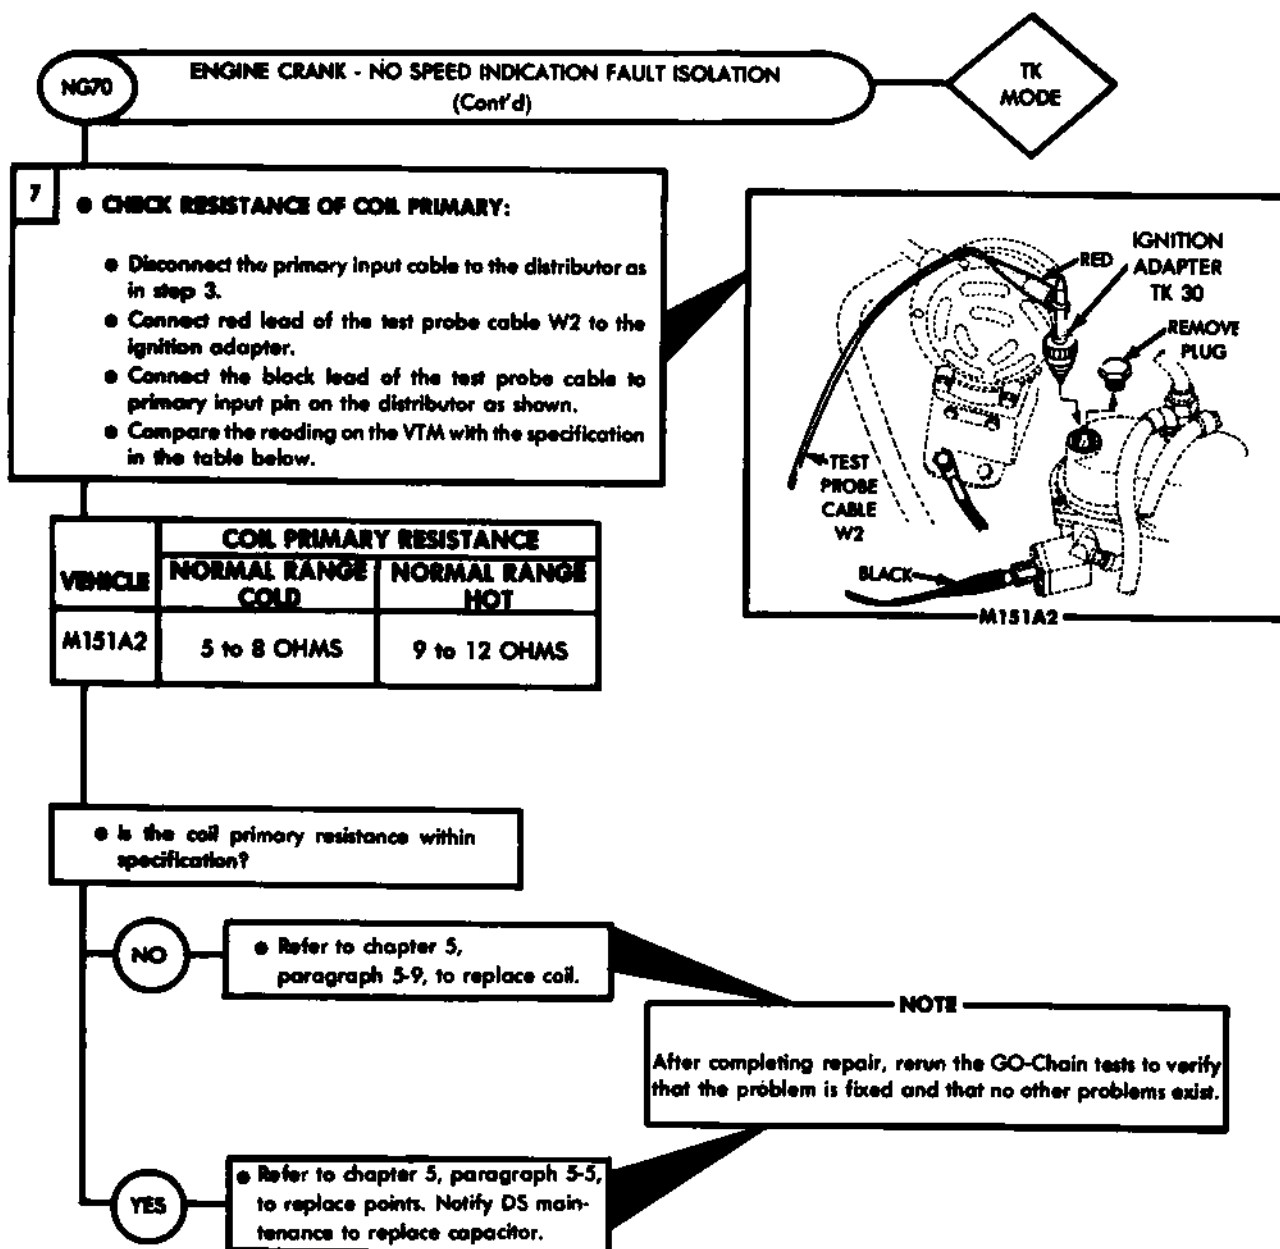 NG70
ENGINE CRANK - NO SPEED INDICATION FAULT ISOLATION
(Cont'd)
TK
MODE
7
● CHECK RESISTANCE OF COIL PRIMARY:
● Disconnect the primary input cable to the distributor as
in step 3.
● Connect red lead of the test probe cable W2 to the
ignition adapter.
● Connect the black lead of the test probe cable to
primary input pin on the distributor as shown.
● Compare the reading on the VTM with the specification
in the table below.
RED
IGNITION
ADAPTER
TK 30
REMOVE
PLUG
TEST
PROBE
CABLE
W2
BLACK
M151A2
VEHICLE
COIL PRIMARY RESISTANCE
NORMAL RANGE
COLD
NORMAL RANGE
HOT
M151A2
5 to 8 OHMS
9 to 12 OHMS
● Is the coil primary resistance within
specification?
NO
● Refer to chapter 5,
paragraph 5-9, to replace coil.
NOTE
After completing repair, rerun the GO-Chain tests to verify
that the problem is fixed and that no other problems exist.
YES
● Refer to chapter 5, paragraph 5-5,
to replace points. Notify DS main-
tenance to replace capacitor.